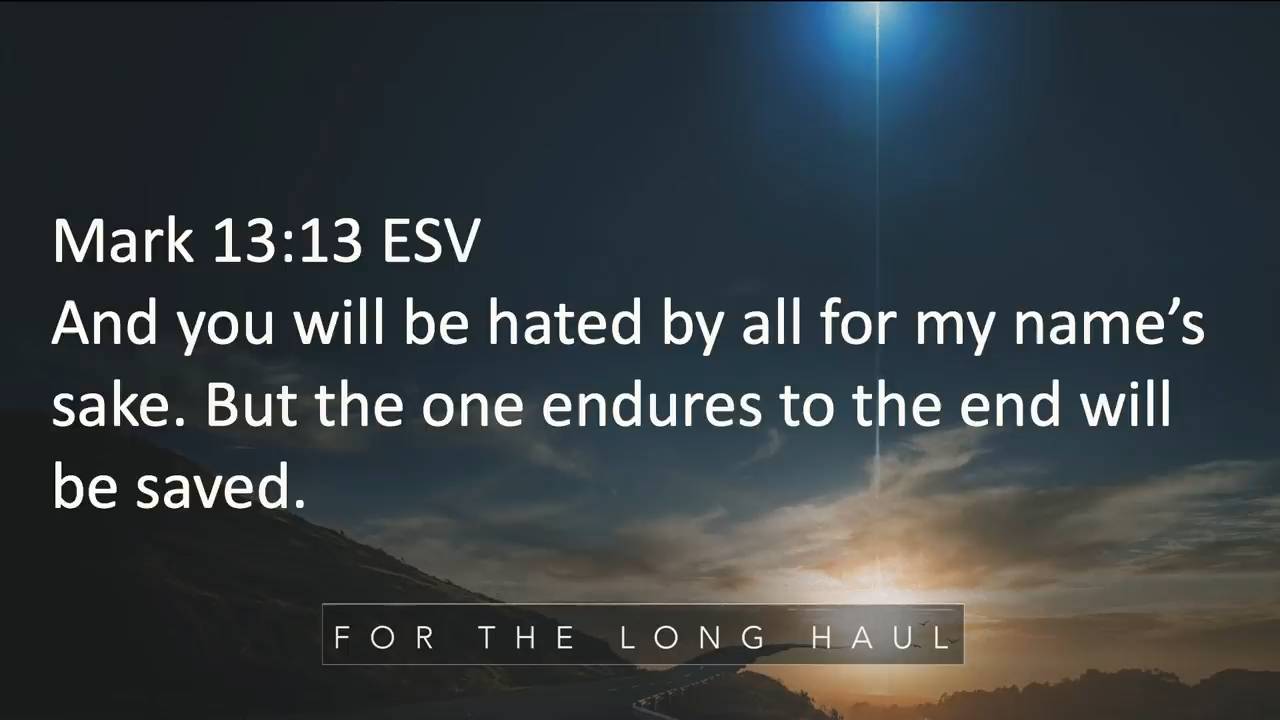 Mark 13:13 ESV
And you will be hated by all for my name’s
sake. But the one endures to the end will
be saved.
FOR THE LONG HAUL